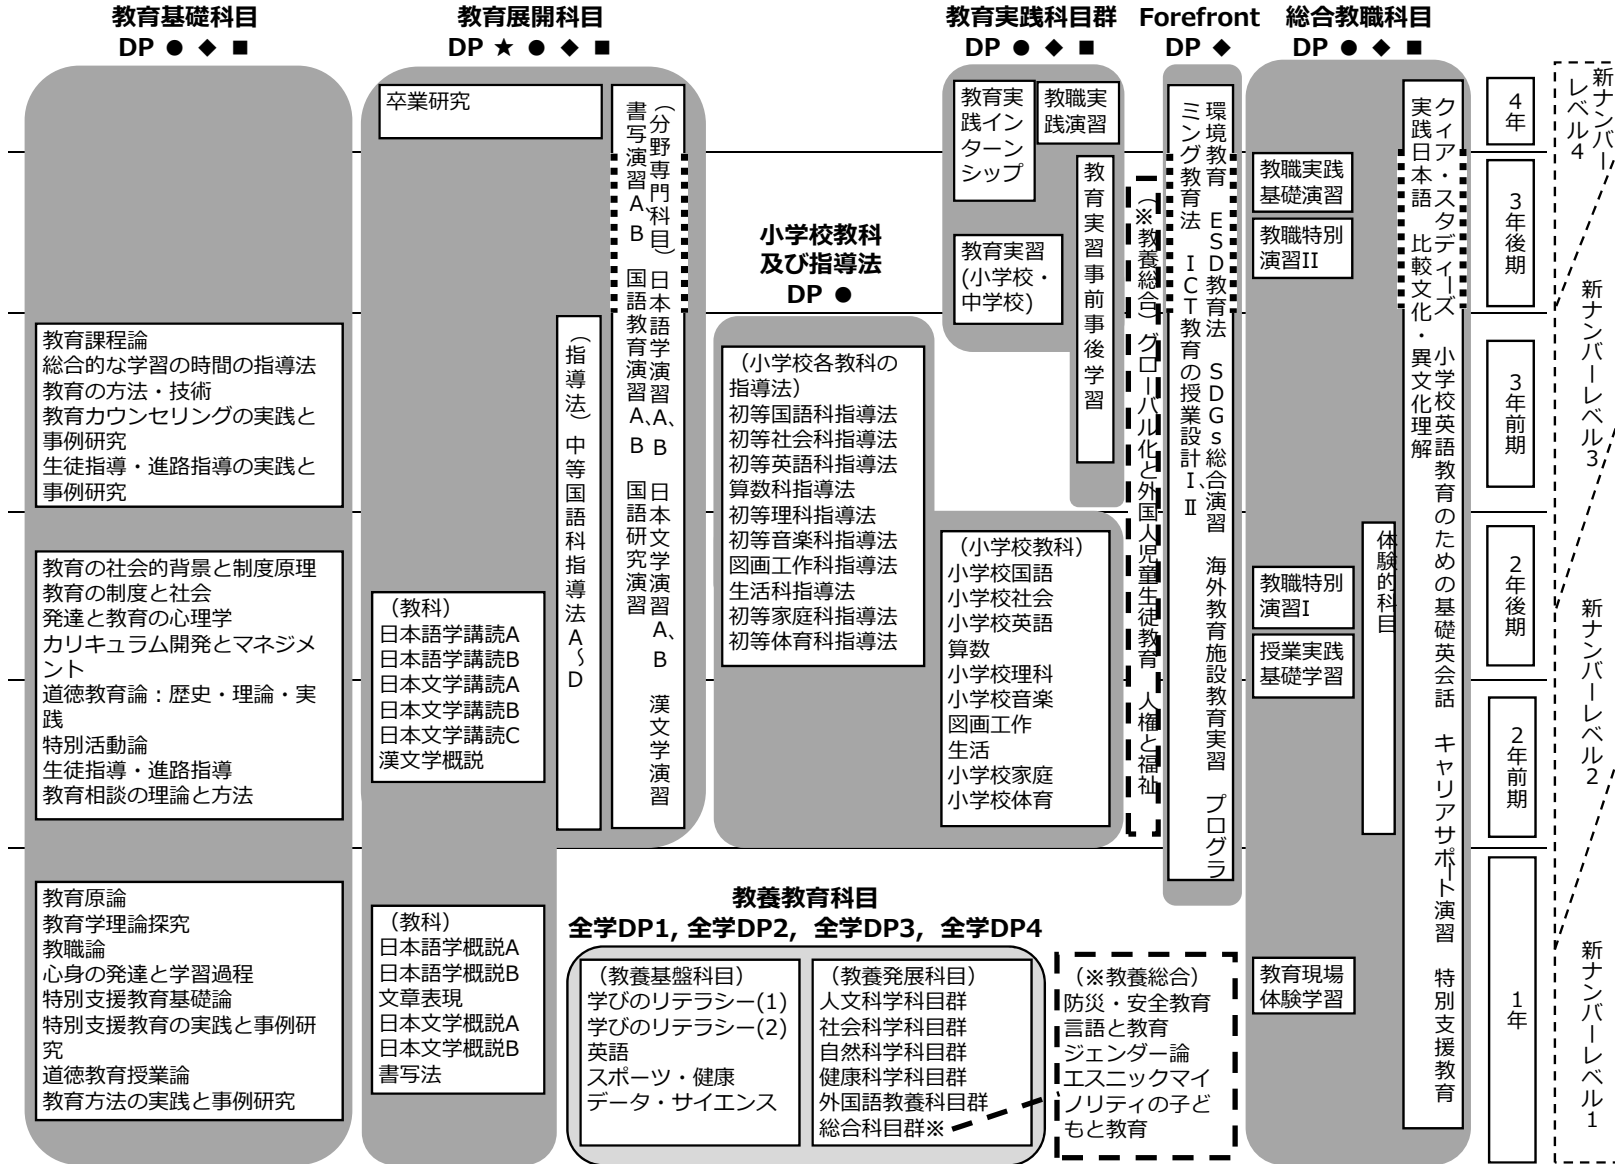 教育基礎科目
DP ● ◆ ■
教育展開科目
DP ★ ● ◆ ■
教育実践科目群
DP ● ◆ ■
Forefront
DP ◆
総合教職科目
DP ● ◆ ■
教育課程論
総合的な学習の時間の指導法
教育の方法・技術
教育カウンセリングの実践と
事例研究
生徒指導・進路指導の実践と
事例研究
教育の社会的背景と制度原理
教育の制度と社会
発達と教育の心理学
カリキュラム開発とマネジメ
ント
道徳教育論：歴史・理論・実
践
特別活動論
生徒指導・進路指導
教育相談の理論と方法
教育原論
教育学理論探究
教職論
心身の発達と学習過程
特別支援教育基礎論
特別支援教育の実践と事例研
究
道徳教育授業論
教育方法の実践と事例研究
卒業研究
（教科）
日本語学講読A
日本語学講読B
日本文学講読A
日本文学講読B
日本文学講読C
漢文学概説
（教科）
日本語学概説A
日本語学概説B
文章表現
日本文学概説A
日本文学概説B
書写法
（指導法）中等国語科指導法A～D
（分野専門科目）日本語学演習A、B　日本文学演習A、B　漢文学演習
書写演習A、B　国語教育演習A、B　国語研究演習
小学校教科
及び指導法
DP ●
（小学校各教科の
指導法）
初等国語科指導法
初等社会科指導法
初等英語科指導法
算数科指導法
初等理科指導法
初等音楽科指導法
図画工作科指導法
生活科指導法
初等家庭科指導法
初等体育科指導法
（小学校教科）
小学校国語
小学校社会
小学校英語
算数
小学校理科
小学校音楽
図画工作
生活
小学校家庭
小学校体育
教育実
践イン
ターン
シップ
教職実
践演習
教育実習
(小学校・
中学校)
教育実習事前事後学習
（※教養総合）グローバル化と外国人児童生徒教育　人権と福祉
環境教育　ESD教育法　SDGs総合演習　海外教育施設教育実習　プログラ
ミング教育法　ICT教育の授業設計I、II
教職実践
基礎演習
教職特別
演習II
教職特別
演習I
授業実践
基礎学習
教育現場
体験学習
体験的科目
クィア・スタディーズ　小学校英語教育のための基礎英会話　キャリアサポート演習　特別支援教育
実践日本語　比較文化・異文化理解
教養教育科目
全学DP1, 全学DP2, 全学DP3, 全学DP4
（教養基盤科目）
学びのリテラシー(1)
学びのリテラシー(2)
英語
スポーツ・健康
データ・サイエンス
（教養発展科目）
人文科学科目群
社会科学科目群
自然科学科目群
健康科学科目群
外国語教養科目群
総合科目群※
（※教養総合）
防災・安全教育
言語と教育
ジェンダー論
エスニックマイ
ノリティの子ど
もと教育
4年
3年後期
3年前期
2年後期
2年前期
1年
新ナンバー
レベル4
新ナンバーレベル3
新ナンバーレベル2
新ナンバーレベル1